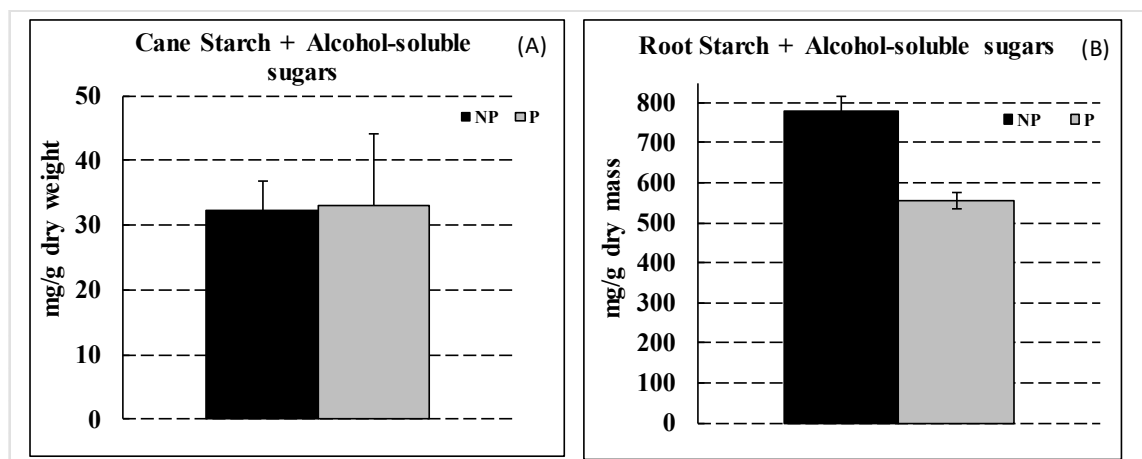 Cane Starch + Alcohol-soluble
sugars
(A)
50
40
30
20
10
0
mg/g dry weight
NP P
Root Starch + Alcohol-soluble sugars
(B)
800
700
600
500
400
300
200
100
0
mg/g dry mass
NP P